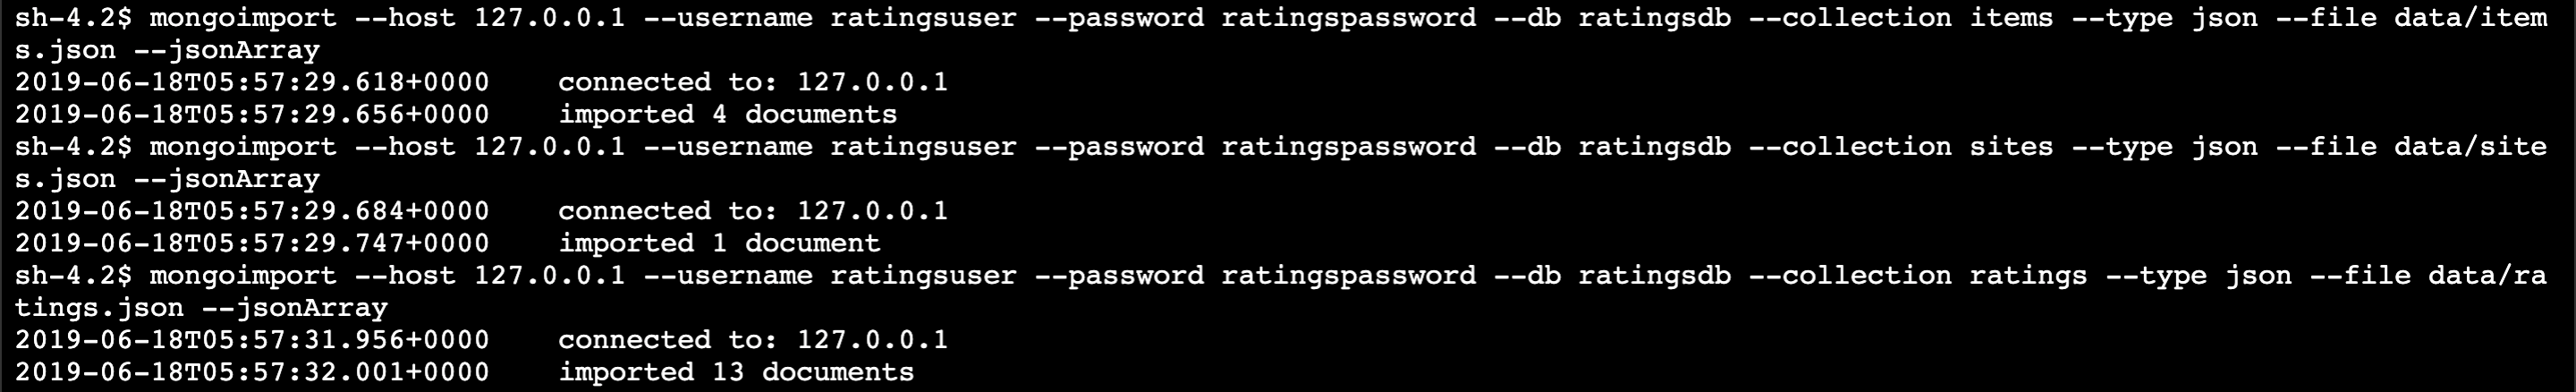 sh-4.2$ mongoimport --host 127.0.0.1 --username ratingsuser --password ratingspassword --db ratingsdb --collection items --type json --file data/item
s.json --jsonArray
2019-06-18T05:57:29.618+0000    connected to: 127.0.0.1
2019-06-18T05:57:29.656+0000    imported 4 documents
sh-4.2$ mongoimport --host 127.0.0.1 --username ratingsuser --password ratingspassword --db ratingsdb --collection sites --type json --file data/site
s.json --jsonArray
2019-06-18T05:57:29.684+0000    connected to: 127.0.0.1
2019-06-18T05:57:29.747+0000    imported 1 document
sh-4.2$ mongoimport --host 127.0.0.1 --username ratingsuser --password ratingspassword --db ratingsdb --collection ratings --type json --file data/ra
tings.json --jsonArray
2019-06-18T05:57:31.956+0000    connected to: 127.0.0.1
2019-06-18T05:57:32.001+0000    imported 13 documents